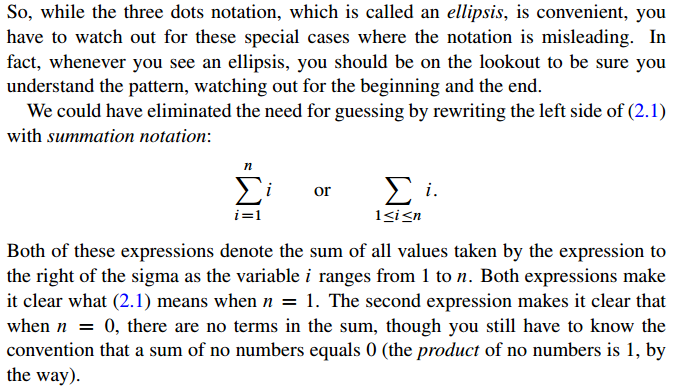 So, while the three dots notation, which is called an ellipsis, is convenient, you
have to watch out for these special cases where the notation is misleading. In
fact, whenever you see an ellipsis, you should be on the lookout to be sure you
understand the pattern, watching out for the beginning and the end.
We could have eliminated the need for guessing by rewriting the left side of (2.1)
with summation notation:
n
∑ i or ∑ i.
i=1 1≤i≤n
Both of these expressions denote the sum of all values taken by the expression to
the right of the sigma as the variable i ranges from 1 to n. Both expressions make
it clear what (2.1) means when n = 1. The second expression makes it clear that
when n = 0, there are no terms in the sum, though you still have to know the
convention that a sum of no numbers equals 0 (the product of no numbers is 1, by
the way).